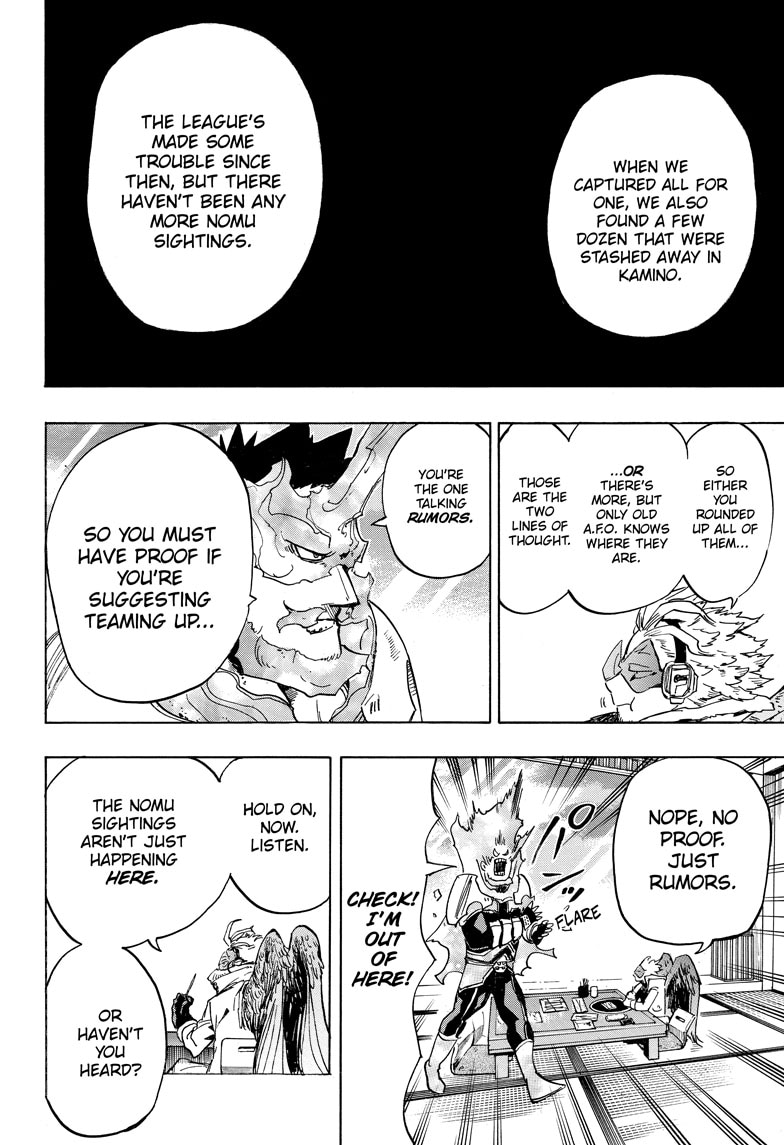 WHEN WE
CAPTURED ALL FOR
ONE, WE ALSO
FOUND A FEW
DOZEN THAT WERE
STASHED AWAY IN
KAMINO.
THE LEAGUE'S
MADE SOME
TROUBLE SINCE
THEN, BUT THERE
HAVEN'T BEEN ANY
MORE NOMU
SIGHTINGS.
SO
EITHER
YOU
ROUNDED
UP ALL OF
THEM...
...OR
THERE'S
MORE, BUT
ONLY OLD
A.F.O. KNOWS
WHERE THEY
ARE.
THOSE
ARE THE
TWO
LINES OF
THOUGHT.
YOU'RE
THE ONE
TALKING
RUMORS.
SO YOU MUST
HAVE PROOF IF
YOU'RE
SUGGESTING
TEAMING UP...
NOPE, NO
PROOF.
JUST
RUMORS.
パン
FLARE
CHECK!
I'M
OUT
OF
HERE!
HOLD ON,
NOW.
LISTEN.
THE NOMU
SIGHTINGS
AREN'T JUST
HAPPENING
HERE.
OR
HAVEN'T
YOU
HEARD?